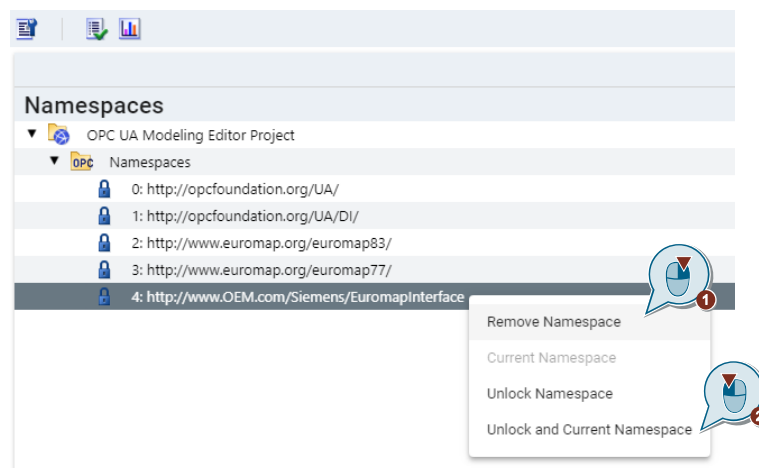 Namespaces
OPC UA Modeling Editor Project
OPC Namespaces
0: http://opcfoundation.org/UA/
1: http://opcfoundation.org/UA/DI/
2: http://www.euromap.org/euromap83/
3: http://www.euromap.org/euromap77/
4: http://www.OEM.com/Siemens/EuromapInterface
1
Remove Namespace
Current Namespace
Unlock Namespace
2
Unlock and Current Namespace